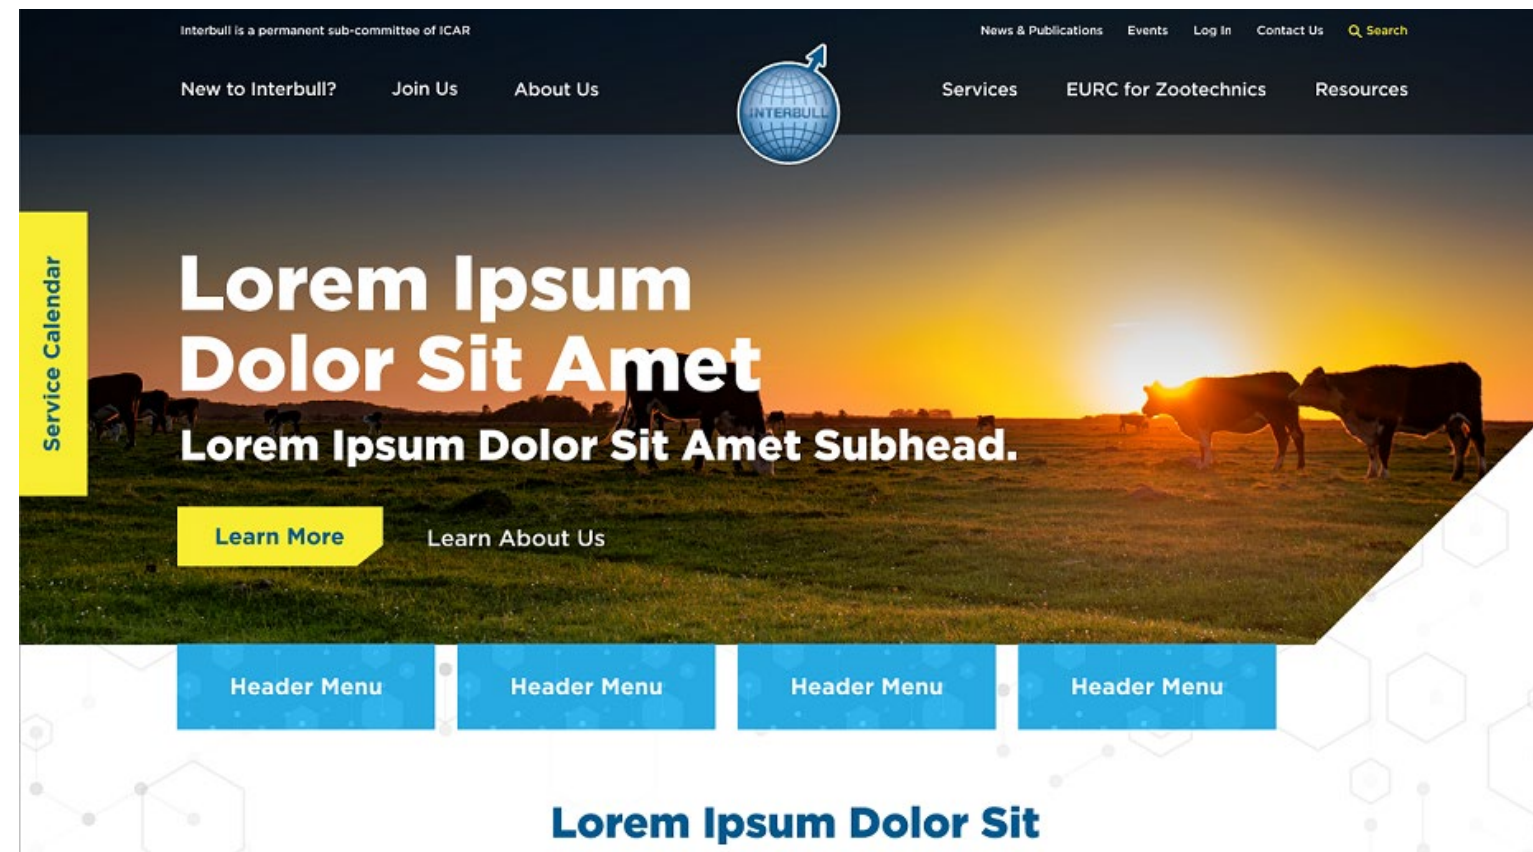 Interbull is a permanent sub-committee of ICAR
News & Publications Events Log In Contact Us Search
New to Interbull? Join Us About Us
INTERBULL
Services EURC for Zootechnics Resources
Service Calendar
Lorem Ipsum
Dolor Sit Amet
Lorem Ipsum Dolor Sit Amet Subhead.
Learn More Learn About Us
Header Menu Header Menu Header Menu Header Menu
Lorem Ipsum Dolor Sit